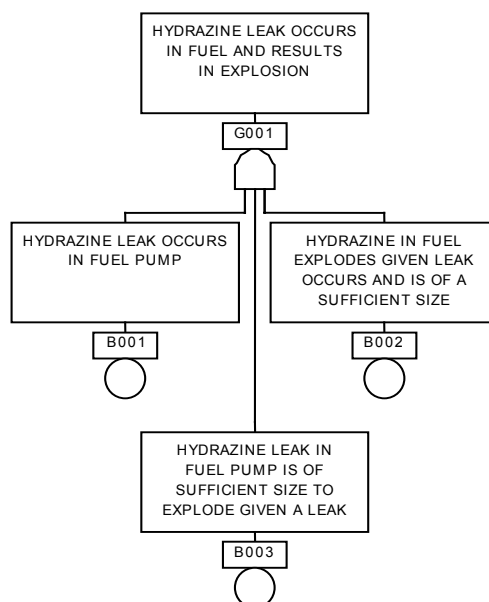 HYDRAZINE LEAK OCCURS
IN FUEL AND RESULTS
IN EXPLOSION
G001
HYDRAZINE LEAK OCCURS
IN FUEL PUMP
B001
HYDRAZINE IN FUEL
EXPLODES GIVEN LEAK
OCCURS AND IS OF A
SUFFICIENT SIZE
B002
HYDRAZINE LEAK IN
FUEL PUMP IS OF
SUFFICIENT SIZE TO
EXPLODE GIVEN A LEAK
B003